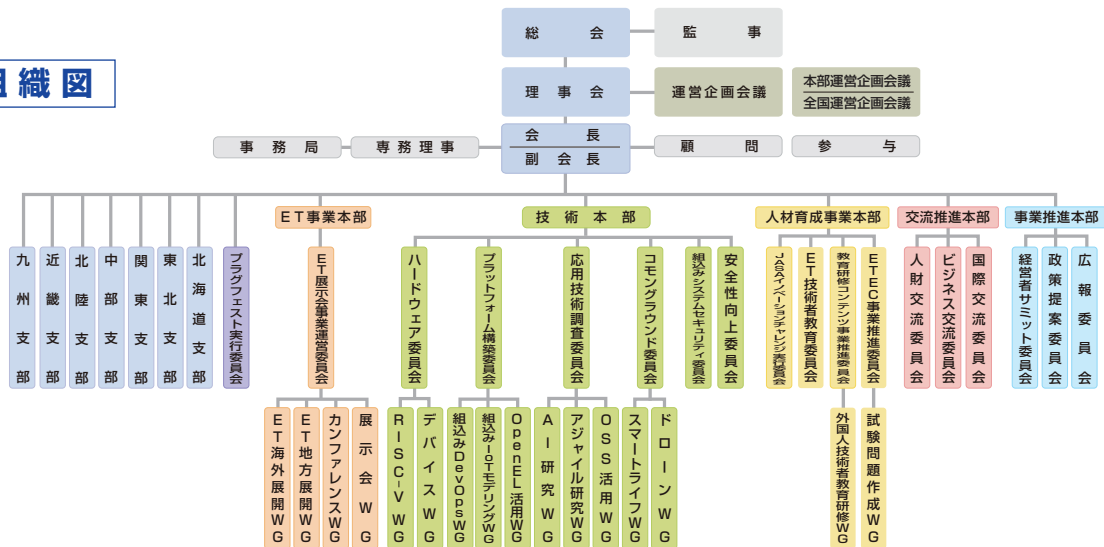 組織図
総会
監事
理事会
運営企画会議
本部運営企画会議
全国運営企画会議
事務局
専務理事
会長
副会長
顧問
参与
ET事業本部
技術本部
人材育成事業本部
交流推進本部
事業推進本部
九州支部
近畿支部
北陸支部
中部支部
関東支部
東北支部
北海道支部
プラグフェスト実行委員会
ET展示会事業運営委員会
ハードウェア委員会
プラットフォーム構築委員会
応用技術調査委員会
コモングラウンド委員会
組込みシステムセキュリティ委員会
安全性向上委員会
JASAイノベーションチャレンジ実行委員会
ET技術者教育委員会
教育研修コンテンツ事業推進委員会
ETEC事業推進委員会
人財交流委員会
ビジネス交流委員会
国際交流委員会
経営者サミット委員会
政策提案委員会
広報委員会
ET海外展開WG
ET地方展開WG
カンファレンスWG
展示会WG
RISC-VWG
デバイスWG
組込みDevOpsWG
組込みIoTモデリングWG
OpenEL活用WG
AI研究WG
アジャイル研究WG
OSS活用WG
スマートライフWG
ドローンWG
外国人技術者教育研修WG
試験問題作成WG